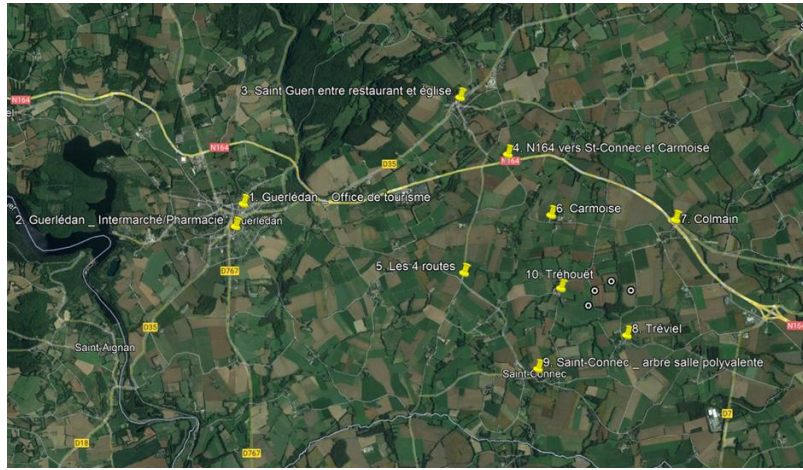 3. Saint Guen entre restaurant et église
N164
4. N164 vers St-Connec et Carmoise
N164
D35
1. Guerlédan _ Office de tourisme
6. Carmoise
2. Guerlédan _ Intermarché/Pharmacie
Guerlédan
7. Colmain
5. Les 4 routes
D767
10. Tréhouët
D35
8. Tréviel
N164
Saint-Aignan
9. Saint-Connec _ arbre salle polyvalente
Saint-Connec
D7
D18
D767